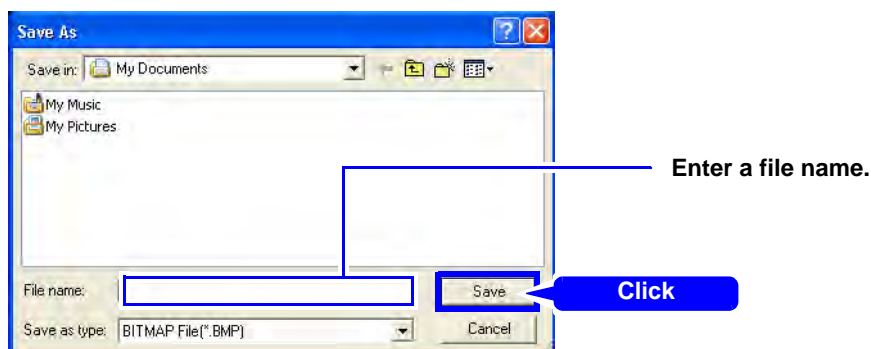 Save As
Save in: My Documents
My Music
My Pictures
Enter a file name.
File name:
Save
Click
Save as type: BITMAP File(*.BMP)
Cancel